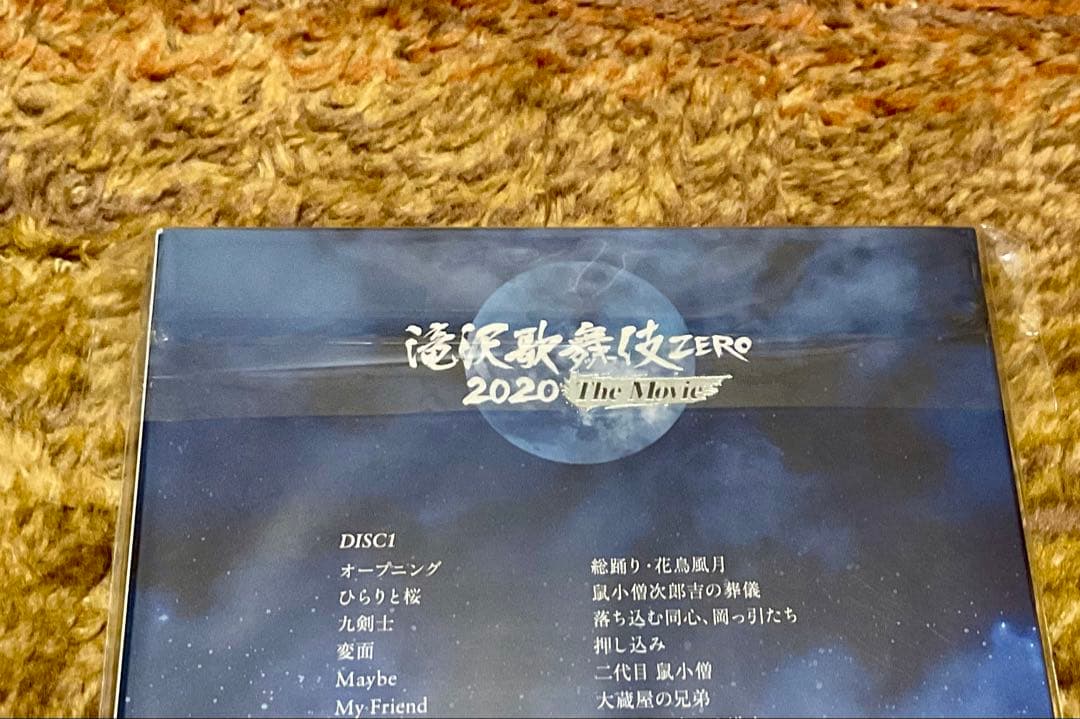 滝沢歌舞伎ZERO
2020 The Movie
DISC1
オープニング
ひらりと桜
九剣士
変面
Maybe
My Friend
総踊り・花鳥風月
鼠小僧次郎吉の葬儀
落ち込む同心、岡っ引たち
押し込み
二代目 鼠小僧
大蔵屋の兄弟